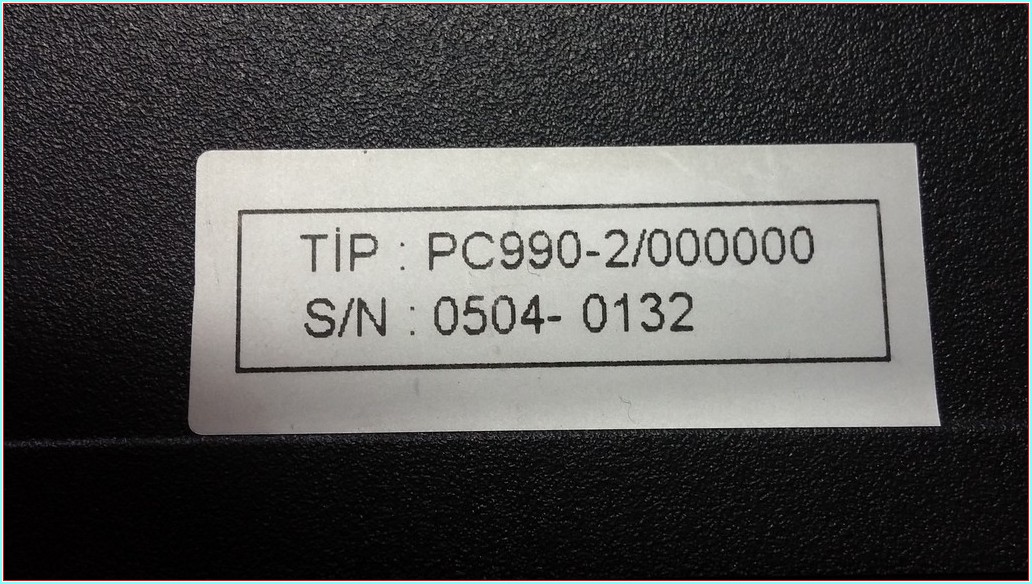 TİP : PC990-2/000000
S/N : 0504- 0132